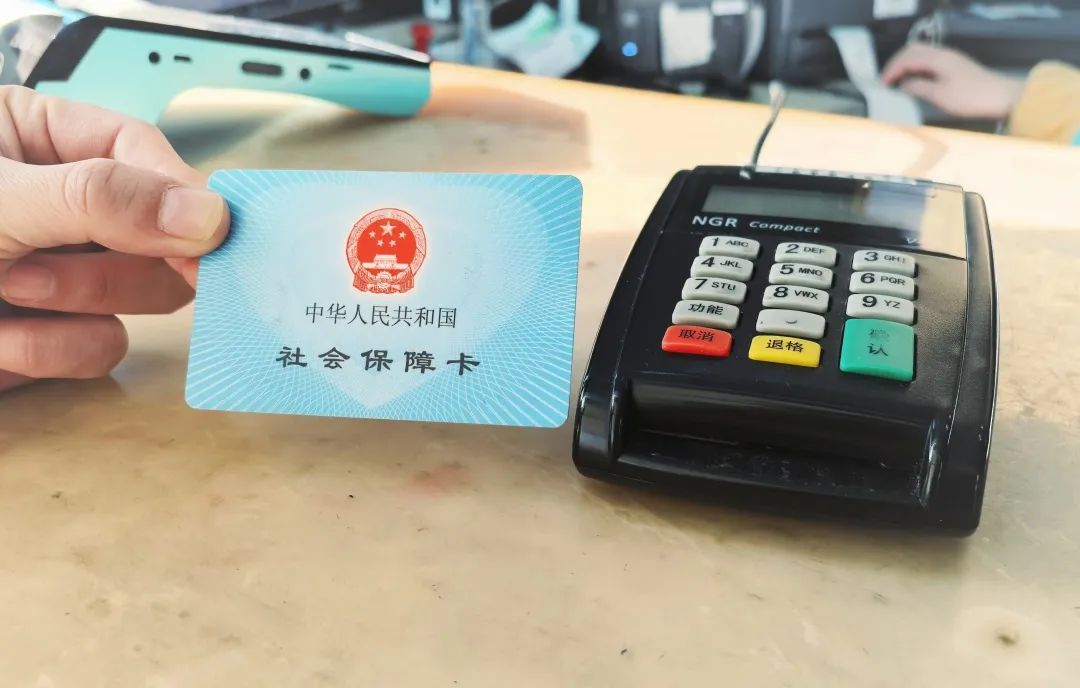 中华人民共和国
社会保障卡
NGR Compact
1 ABC
2 DEF
3 GHI
4 JKL
5 MNO
6 PQR
7 STU
8 VWX
9 YZ
功能
取消
退格
确认